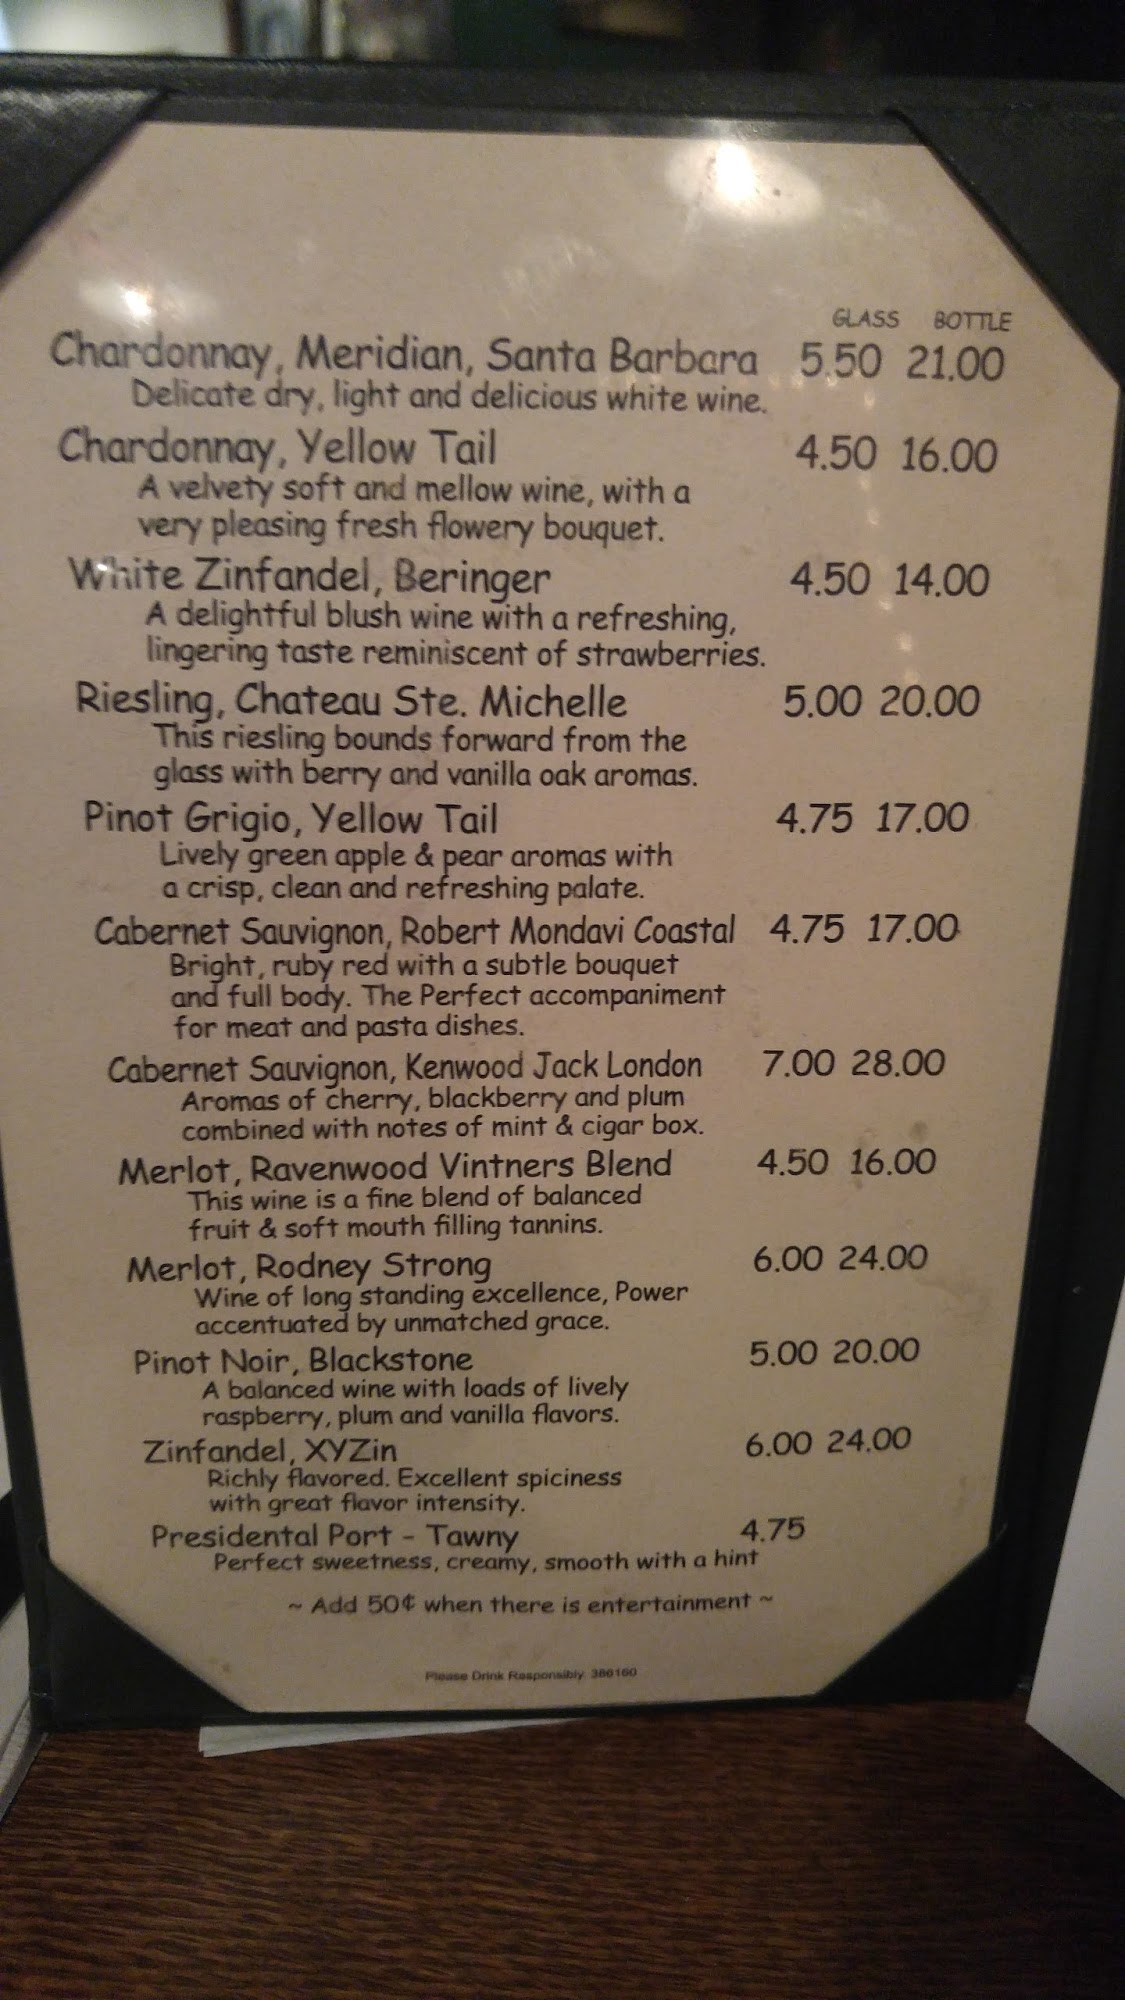 GLASS BOTTLE
Chardonnay, Meridian, Santa Barbara 5.50 21.00
Delicate dry, light and delicious white wine.
Chardonnay, Yellow Tail 4.50 16.00
A velvety soft and mellow wine, with a
very pleasing fresh flowery bouquet.
White Zinfandel, Beringer 4.50 14.00
A delightful blush wine with a refreshing,
lingering taste reminiscent of strawberries.
Riesling, Chateau Ste. Michelle 5.00 20.00
This riesling bounds forward from the
glass with berry and vanilla oak aromas.
Pinot Grigio, Yellow Tail 4.75 17.00
Lively green apple & pear aromas with
a crisp, clean and refreshing palate.
Cabernet Sauvignon, Robert Mondavi Coastal 4.75 17.00
Bright, ruby red with a subtle bouquet
and full body. The Perfect accompaniment
for meat and pasta dishes.
Cabernet Sauvignon, Kenwood Jack London 7.00 28.00
Aromas of cherry, blackberry and plum
combined with notes of mint & cigar box.
Merlot, Ravenwood Vintners Blend 4.50 16.00
This wine is a fine blend of balanced
fruit & soft mouth filling tannins.
Merlot, Rodney Strong 6.00 24.00
Wine of long standing excellence, Power
accentuated by unmatched grace.
Pinot Noir, Blackstone 5.00 20.00
A balanced wine with loads of lively
raspberry, plum and vanilla flavors.
Zinfandel, XYZin 6.00 24.00
Richly flavored. Excellent spiciness
with great flavor intensity.
Presidental Port - Tawny 4.75
Perfect sweetness, creamy, smooth with a hint
~ Add 50¢ when there is entertainment ~
Please Drink Responsibly 386160